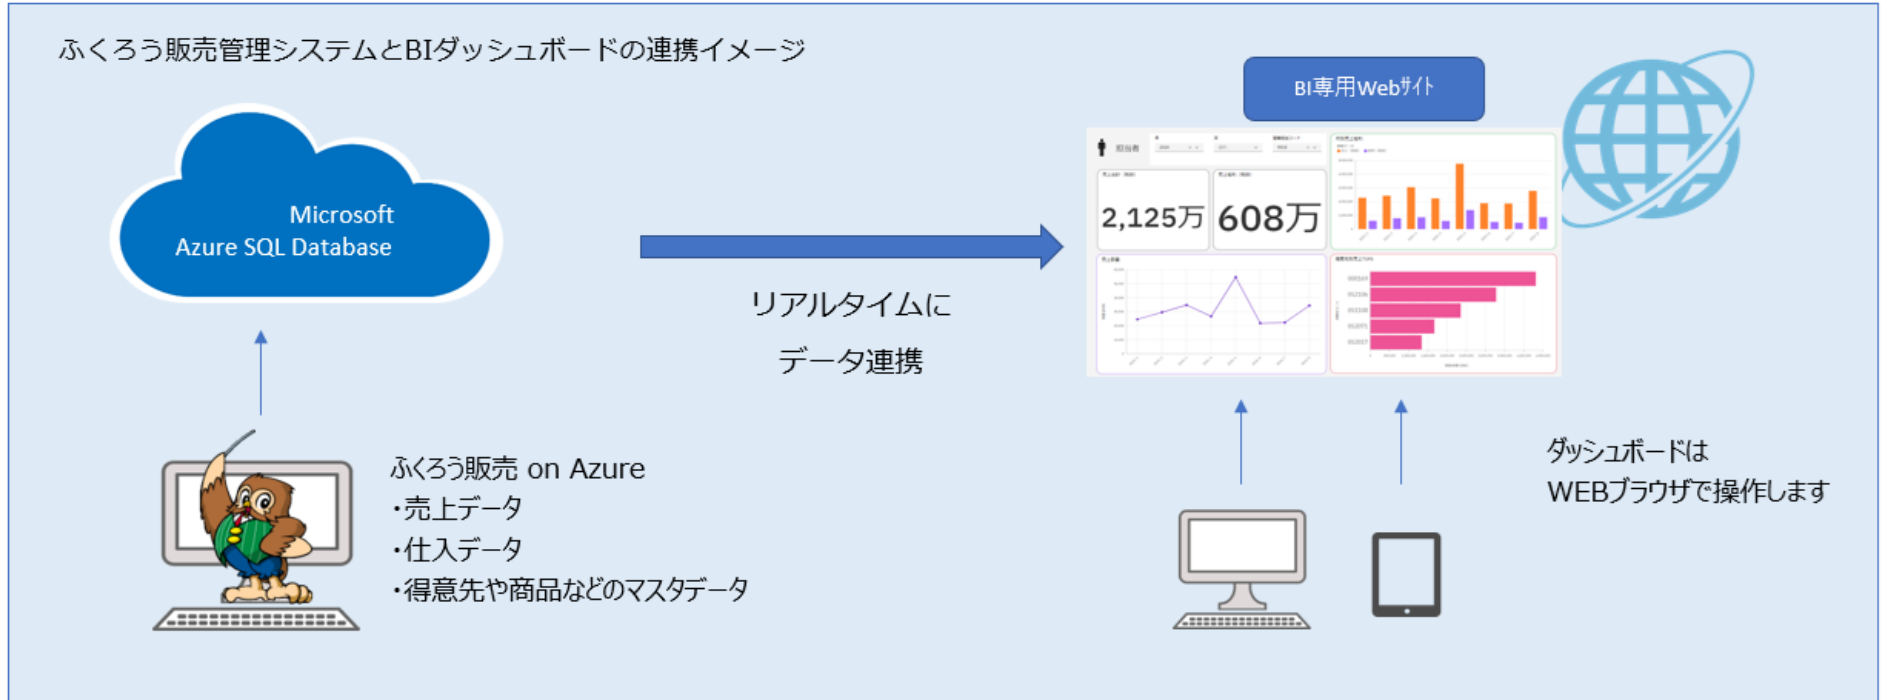 ふくろう販売管理システムとBIダッシュボードの連携イメージ
BI専用Webサイト
Microsoft
Azure SQL Database
担当者
2,125万
608万
リアルタイムに
データ連携
ふくろう販売 on Azure
・売上データ
・仕入データ
・得意先や商品などのマスタデータ
ダッシュボードは
WEBブラウザで操作します